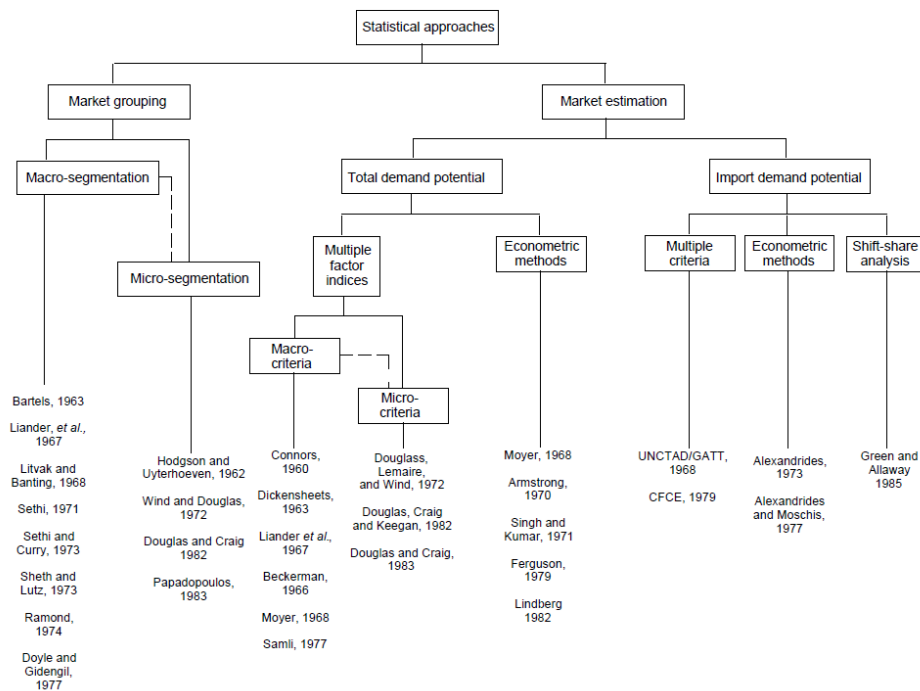 Statistical approaches
Market grouping
Market estimation
Macro-segmentation
Total demand potential
Import demand potential
Micro-segmentation
Multiple
factor
indices
Econometric
methods
Multiple
criteria
Econometric
methods
Shift-share
analysis
Macro-
criteria
Micro-
criteria
Bartels, 1963
Liander, et al.,
1967
Litvak and
Banting, 1968
Sethi, 1971
Sethi and
Curry, 1973
Sheth and
Lutz, 1973
Ramond,
1974
Doyle and
Gidengil,
1977
Hodgson and
Uyterhoeven, 1962
Wind and Douglas,
1972
Douglas and Craig
1982
Papadopoulos,
1983
Connors,
1960
Dickensheets,
1963
Liander et al.,
1967
Beckerman,
1966
Moyer, 1968
Samli, 1977
Douglass,
Lemaire,
and Wind, 1972
Douglas, Craig
and Keegan, 1982
Douglas and Craig,
1983
Moyer, 1968
Armstrong,
1970
Singh and
Kumar, 1971
Ferguson,
1979
Lindberg
1982
UNCTAD/GATT,
1968
CFCE, 1979
Alexandrides,
1973
Alexandrides
and Moschis,
1977
Green and
Allaway
1985